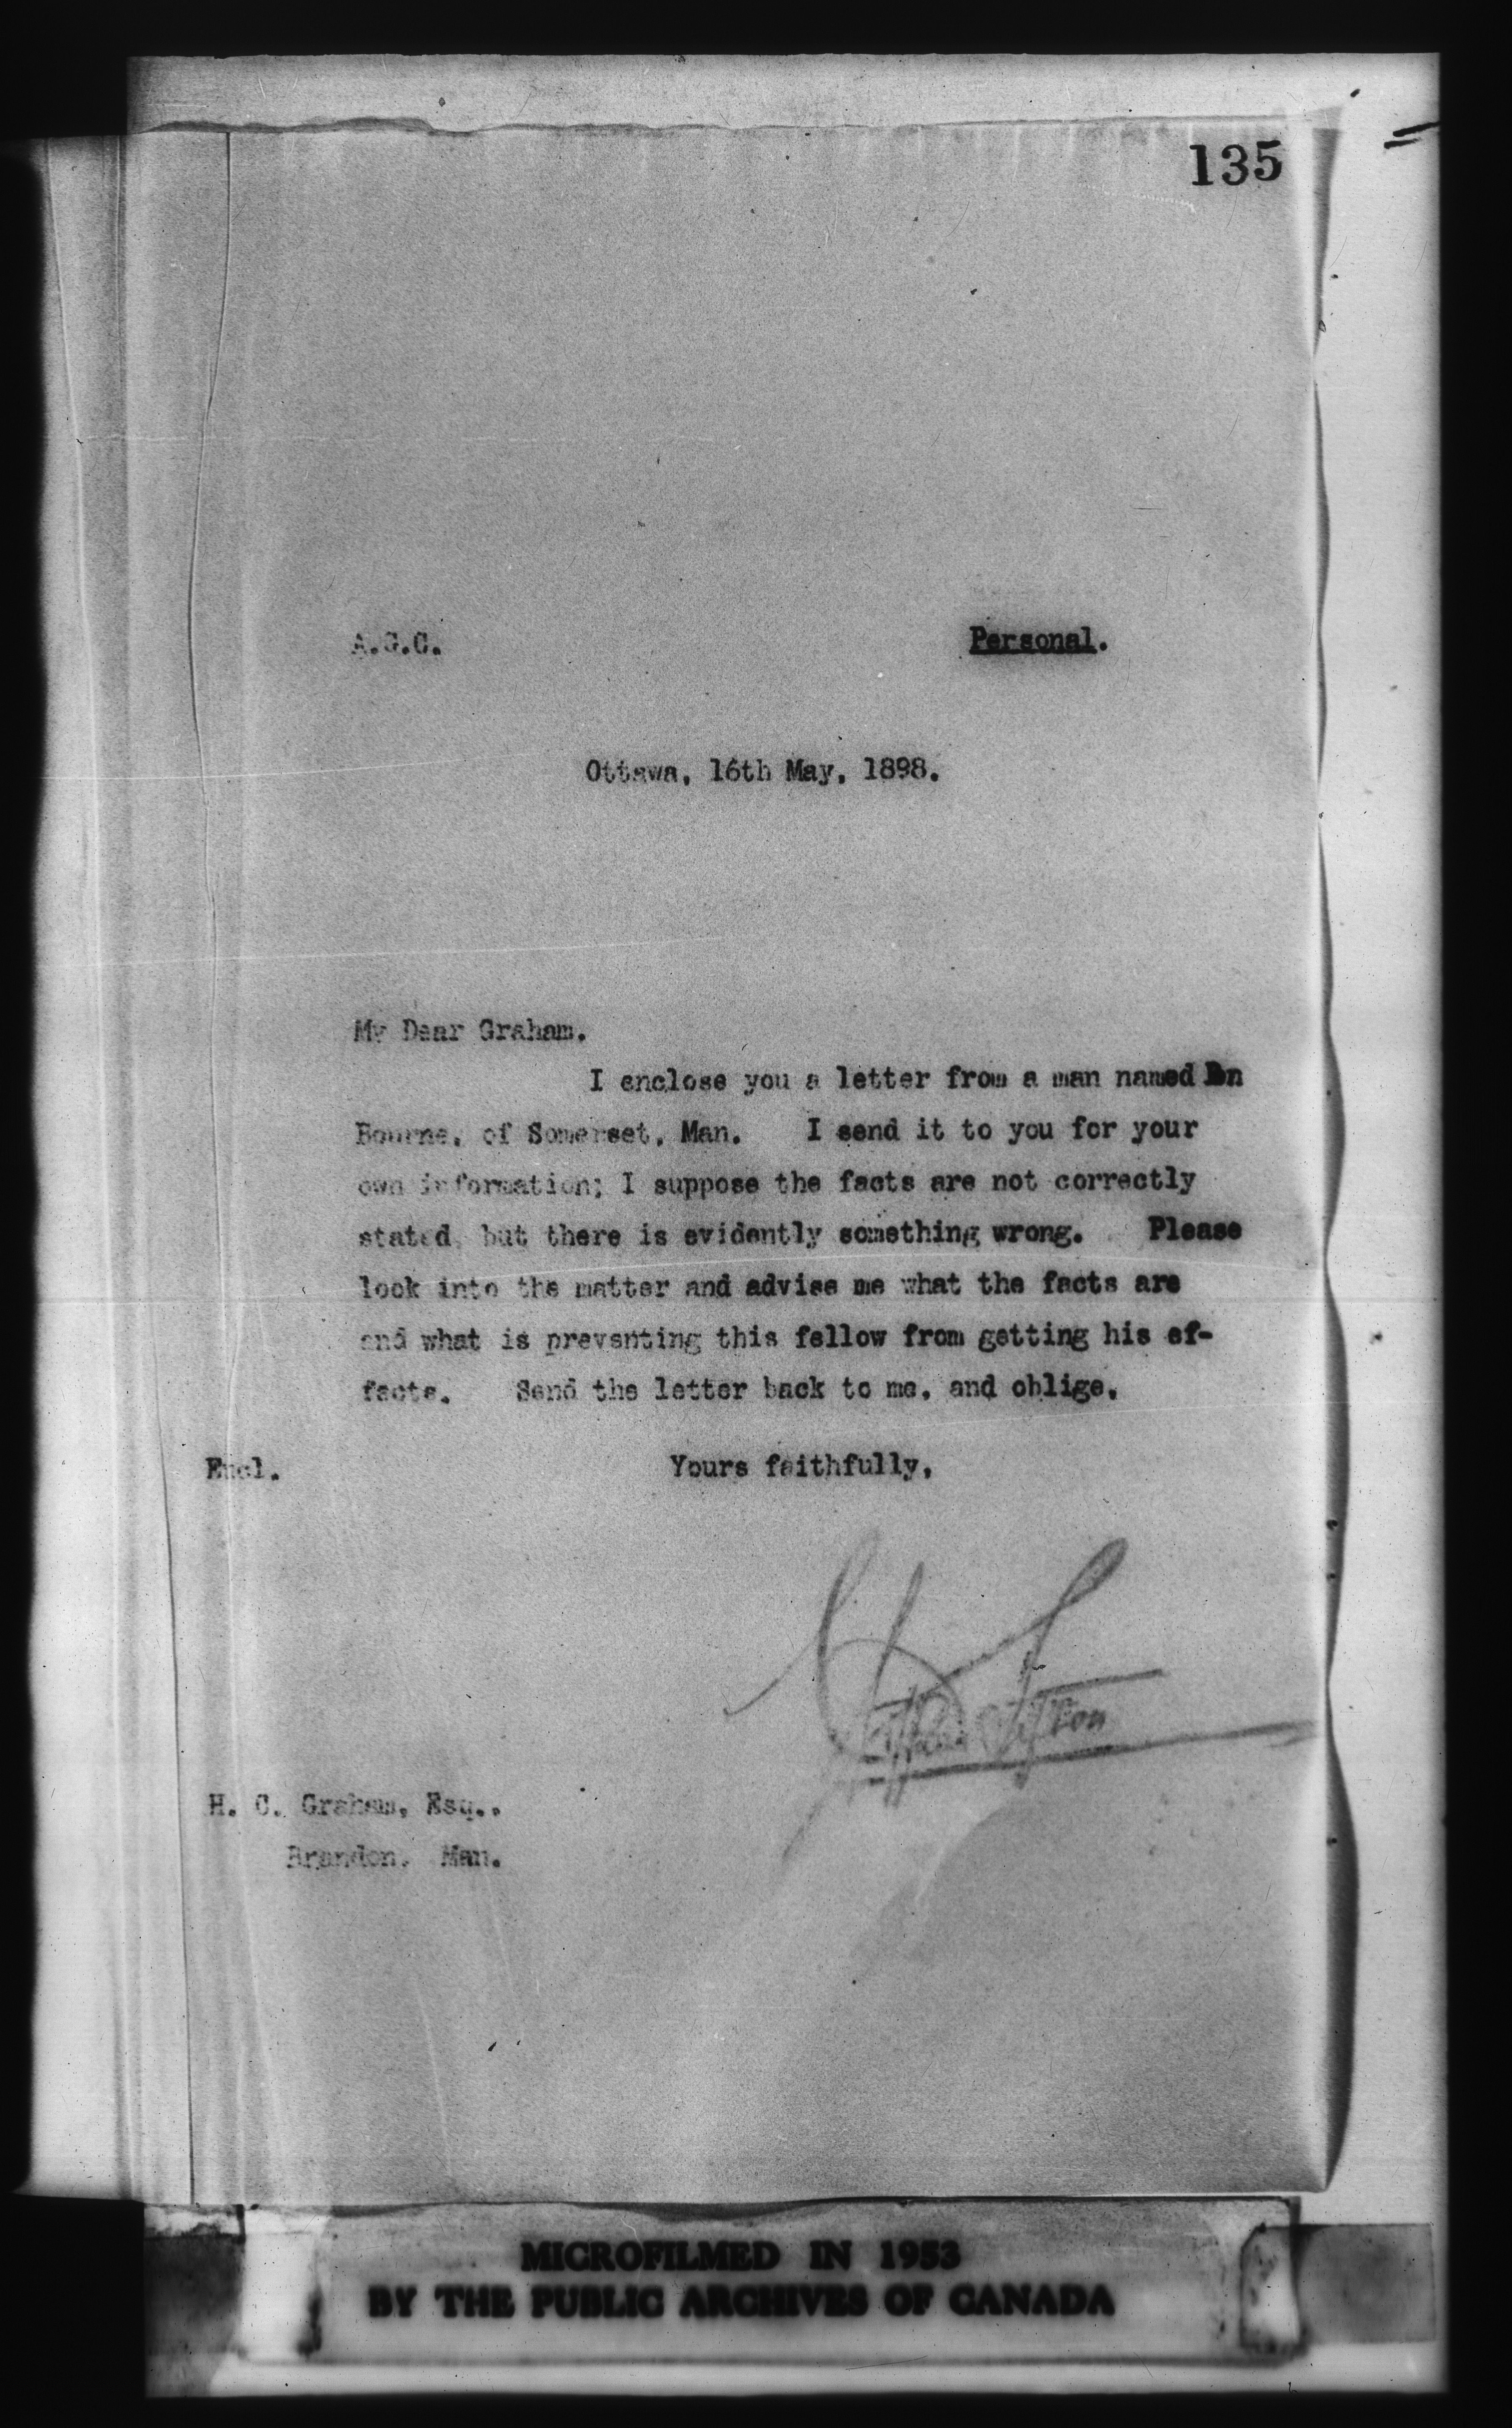 135
A.G.C.
Personal.
Ottawa, 16th May, 1898.
My Dear Graham.
I enclose you a letter from a man named
Bourne, of Somerset, Man. I send it to you for your
own information; I suppose the facts are not correctly
stated, but there is evidently something wrong. Please
look into the matter and advise me what the facts are
and what is preventing this fellow from getting his ef-
fects. Send the letter back to me, and oblige,
Encl.
Yours faithfully,
Clifford Sifton
H. C. Graham, Esq.,
Brandon, Man.
MICROFILMED IN 1953
BY THE PUBLIC ARCHIVES OF CANADA